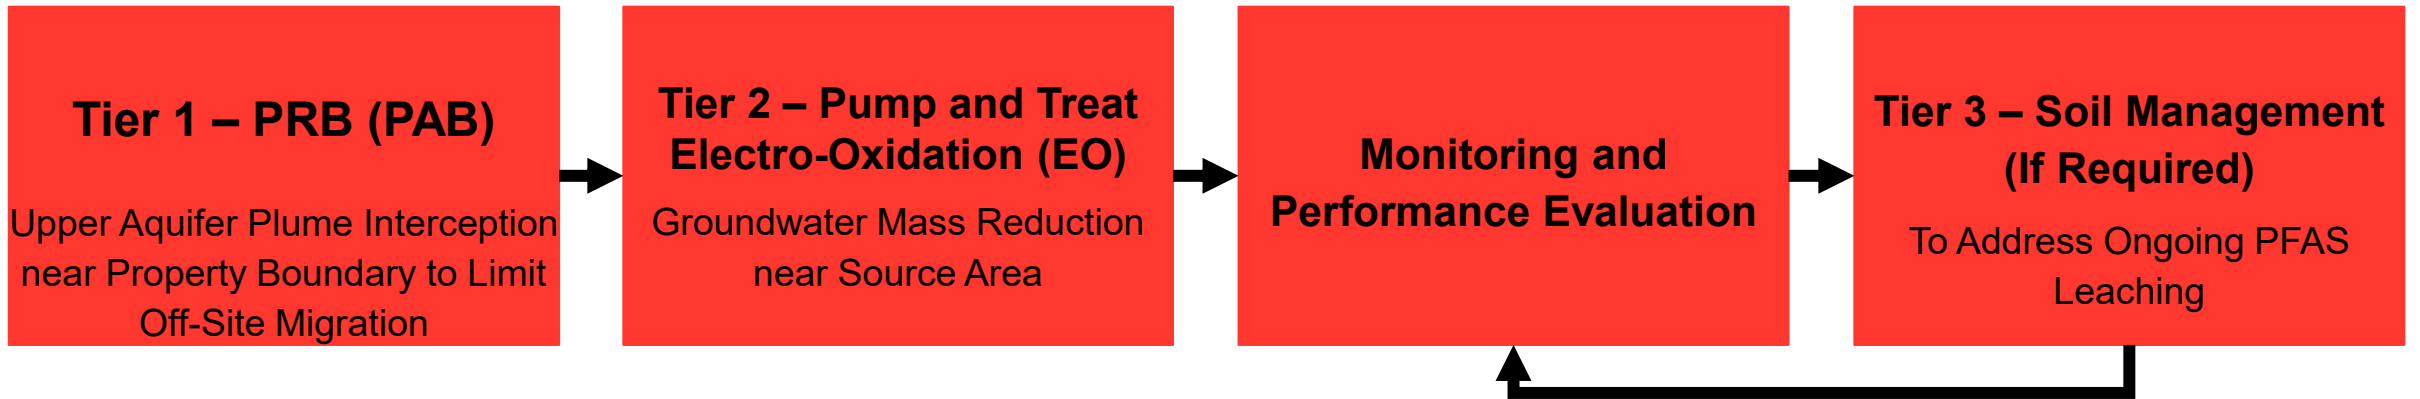 Tier 1 – PRB (PAB)
Upper Aquifer Plume Interception
near Property Boundary to Limit
Off-Site Migration
Tier 2 – Pump and Treat
Electro-Oxidation (EO)
Groundwater Mass Reduction
near Source Area
Monitoring and
Performance Evaluation
Tier 3 – Soil Management
(If Required)
To Address Ongoing PFAS
Leaching